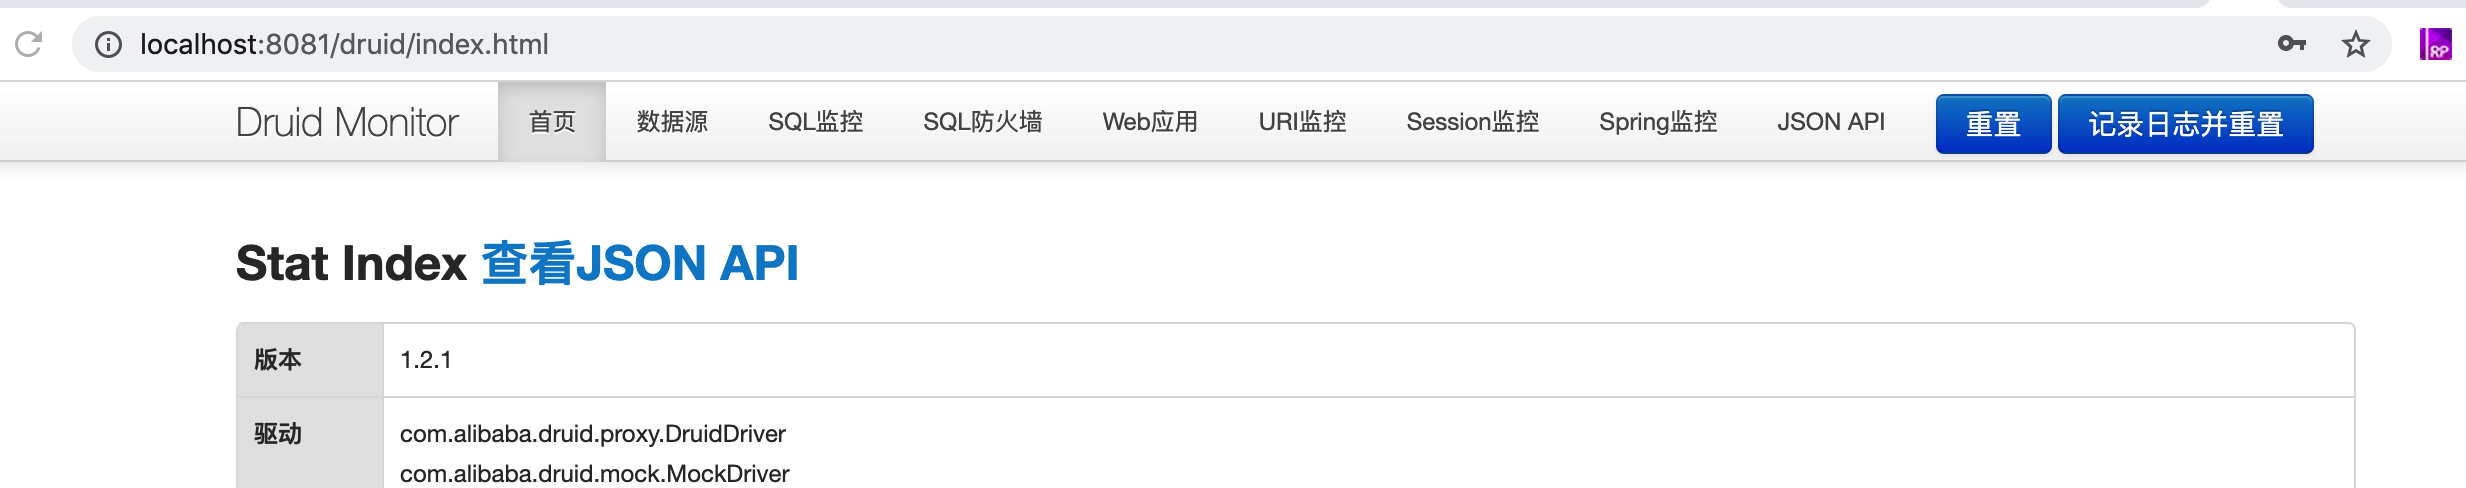 localhost:8081/druid/index.html
RP
Druid Monitor 首页 数据源 SQL监控 SQL防火墙 Web应用 URI监控 Session监控 Spring监控 JSON API 重置 记录日志并重置
Stat Index 查看JSON API
版本 1.2.1
驱动 com.alibaba.druid.proxy.DruidDriver
com.alibaba.druid.mock.MockDriver